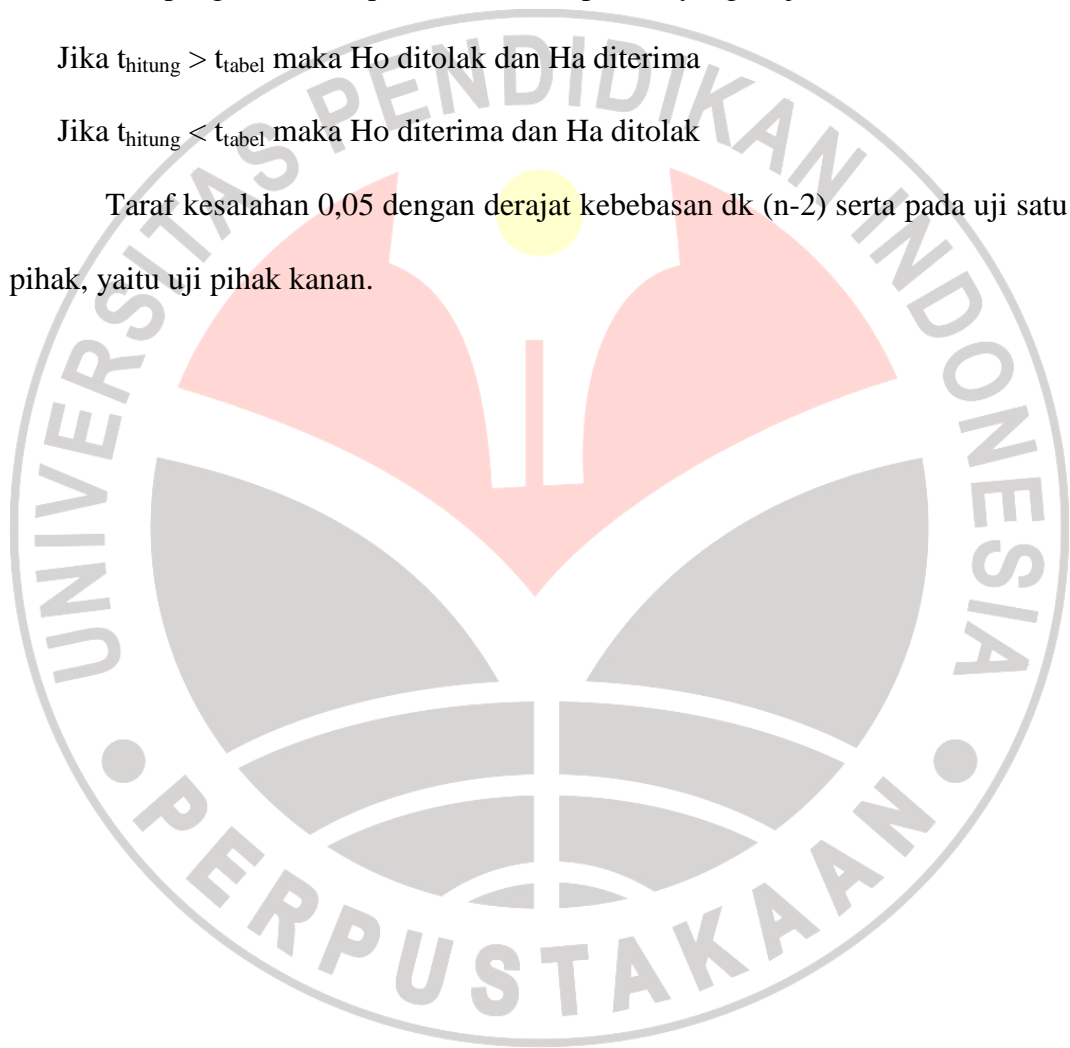 Jika t_hitung > t_tabel maka Ho ditolak dan Ha diterima
Jika t_hitung < t_tabel maka Ho diterima dan Ha ditolak
Taraf kesalahan 0,05 dengan derajat kebebasan dk (n-2) serta pada uji satu
pihak, yaitu uji pihak kanan.
UNIVERSITAS PENDIDIKAN INDONESIA
PERPUSTAKAAN